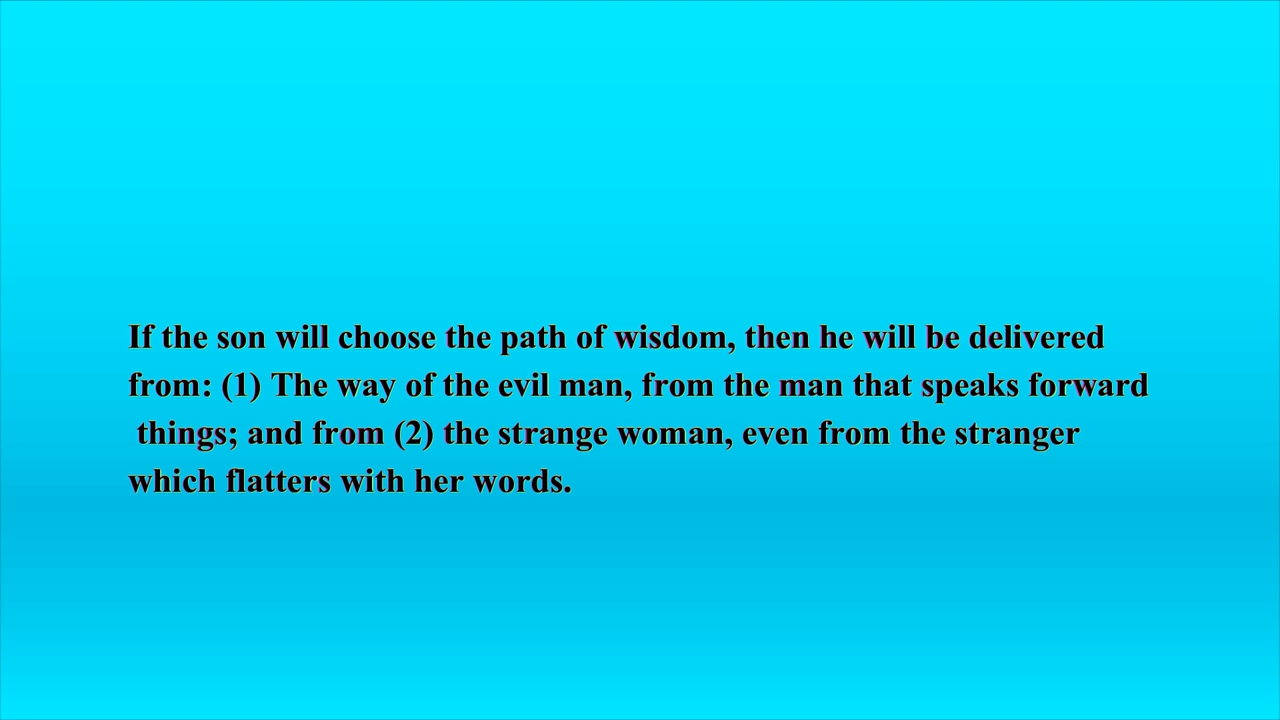 If the son will choose the path of wisdom, then he will be delivered
from: (1) The way of the evil man, from the man that speaks forward
things; and from (2) the strange woman, even from the stranger
which flatters with her words.